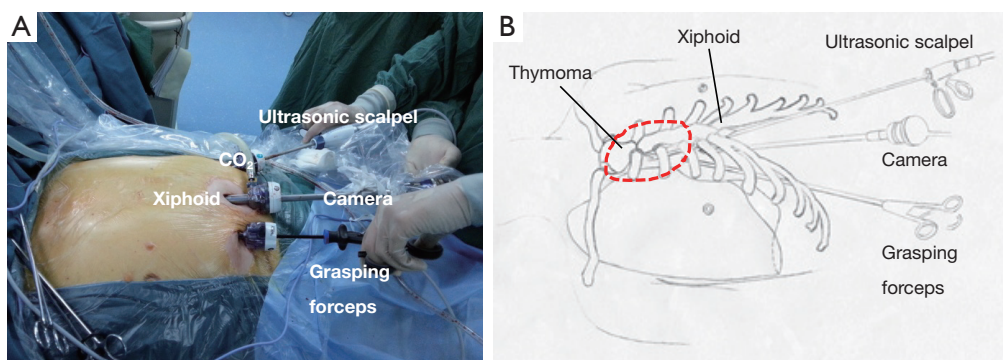 A
Ultrasonic scalpel
CO₂
Xiphoid
Camera
Grasping
forceps
B
Xiphoid
Ultrasonic scalpel
Thymoma
Camera
Grasping
forceps